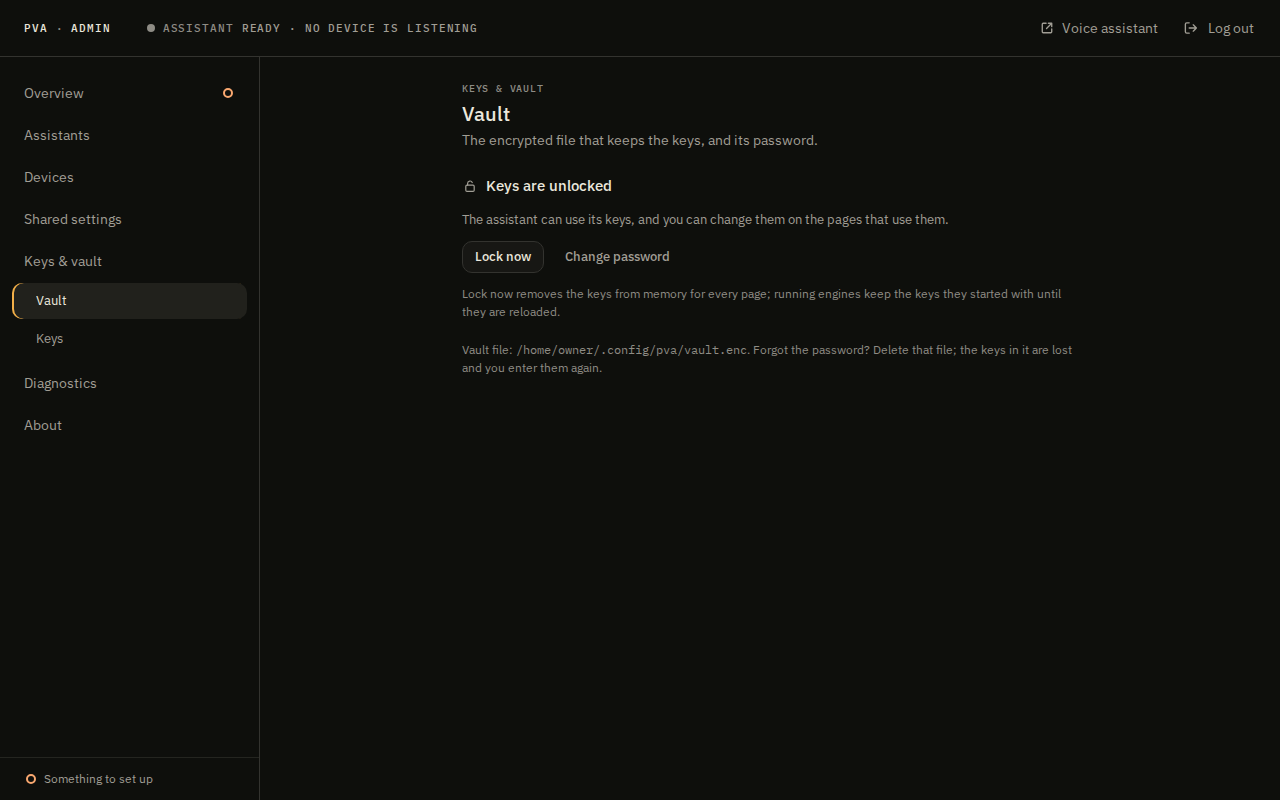 PVA · ADMIN
ASSISTANT READY · NO DEVICE IS LISTENING
Voice assistant
Log out
Overview
Assistants
Devices
Shared settings
Keys & vault
Vault
Keys
Diagnostics
About
Something to set up
KEYS & VAULT
Vault
The encrypted file that keeps the keys, and its password.
Keys are unlocked
The assistant can use its keys, and you can change them on the pages that use them.
Lock now
Change password
Lock now removes the keys from memory for every page; running engines keep the keys they started with until
they are reloaded.
Vault file: /home/owner/.config/pva/vault.enc. Forgot the password? Delete that file; the keys in it are lost
and you enter them again.